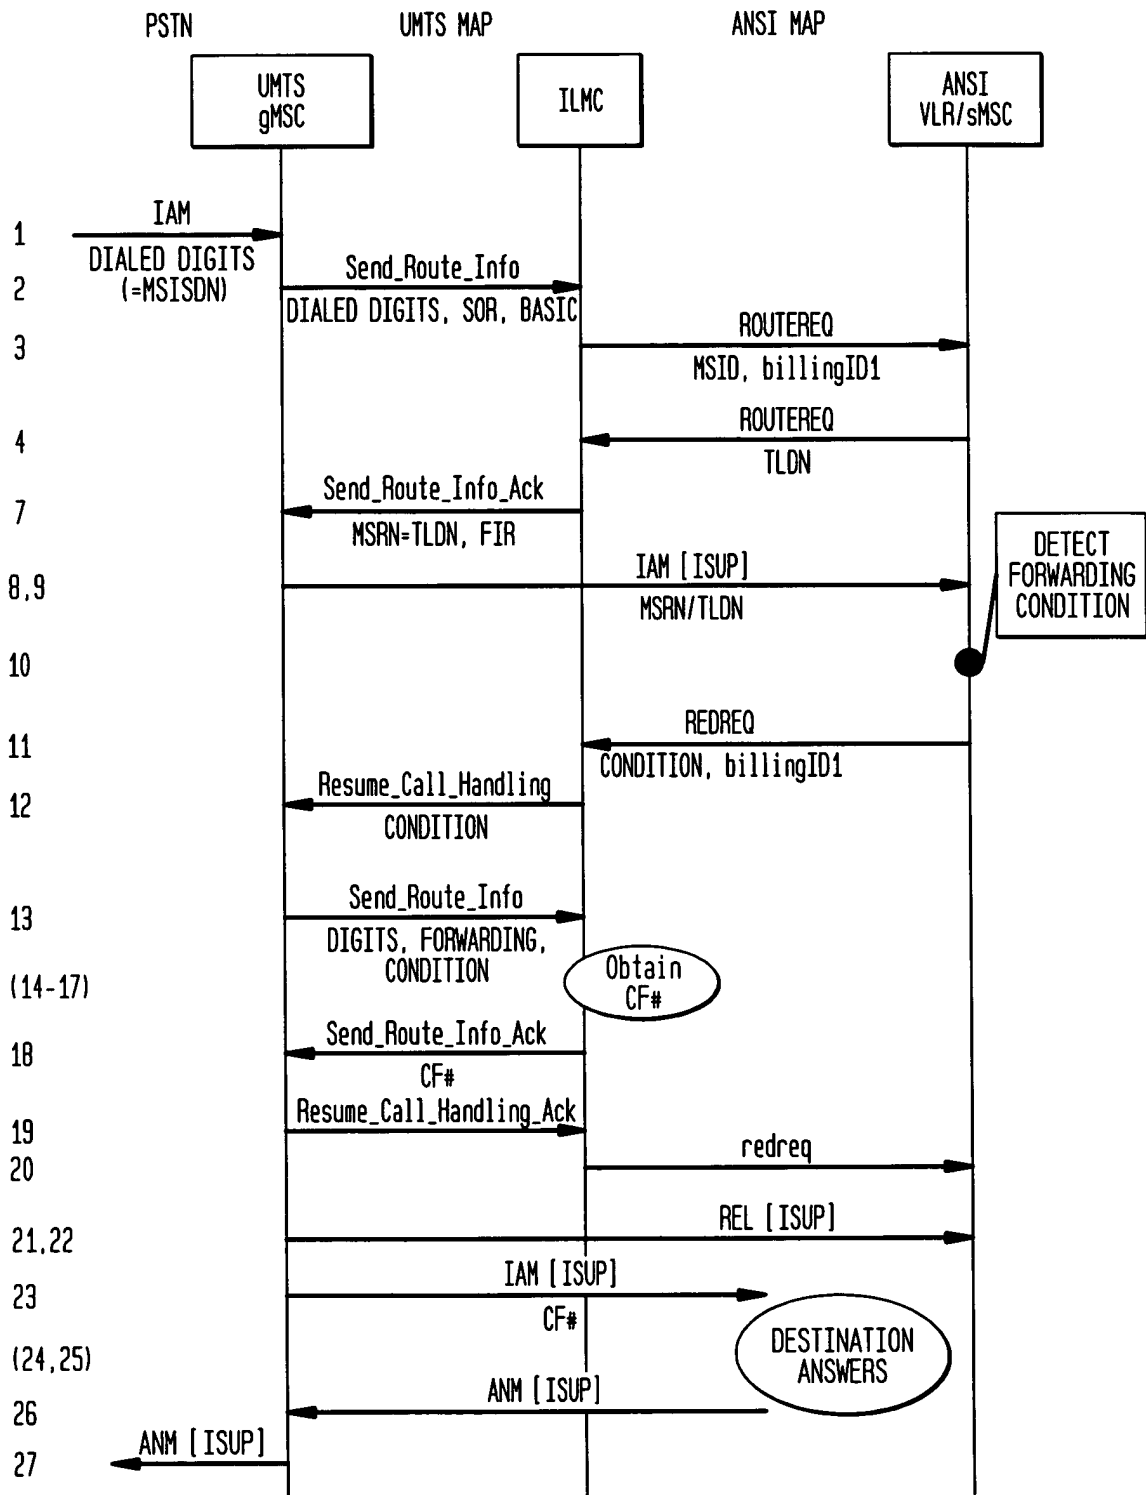 PSTN
UMTS MAP
ANSI MAP
UMTS
gMSC
ILMC
ANSI
VLR/sMSC
1
IAM
DIALED DIGITS
(=MSISDN)
2
Send_Route_Info
DIALED DIGITS, SOR, BASIC
3
ROUTEREQ
MSID, billingID1
4
ROUTEREQ
TLDN
7
Send_Route_Info_Ack
MSRN=TLDN, FIR
8,9
IAM [ISUP]
MSRN/TLDN
DETECT
FORWARDING
CONDITION
10
11
REDREQ
CONDITION, billingID1
12
Resume_Call_Handling
CONDITION
13
Send_Route_Info
DIGITS, FORWARDING,
CONDITION
(14-17)
Obtain
CF#
18
Send_Route_Info_Ack
CF#
19
Resume_Call_Handling_Ack
20
redreq
21,22
REL [ISUP]
23
IAM [ISUP]
CF#
(24,25)
DESTINATION
ANSWERS
26
ANM [ISUP]
27
ANM [ISUP]